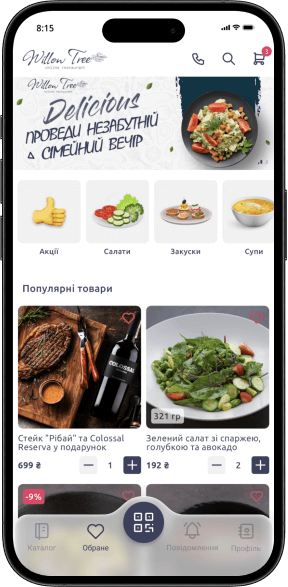 8:15
Willow Tree
online restaurant
3
Willow Tree
Delicious
ПРОВЕДИ НЕЗАБУТНІЙ
СІМЕЙНИЙ ВЕЧІР
Акції
Салати
Закуски
Супи
Популярні товари
COLOSSAL
321 гр
Стейк "Рібай" та Colossal
Reserva у подарунок
Зелений салат зі спаржею,
голубкою та авокадо
699 ₴ — 1 +
192 ₴ — 2 +
-9%
Каталог
Обране
Повідомлення
Профіль